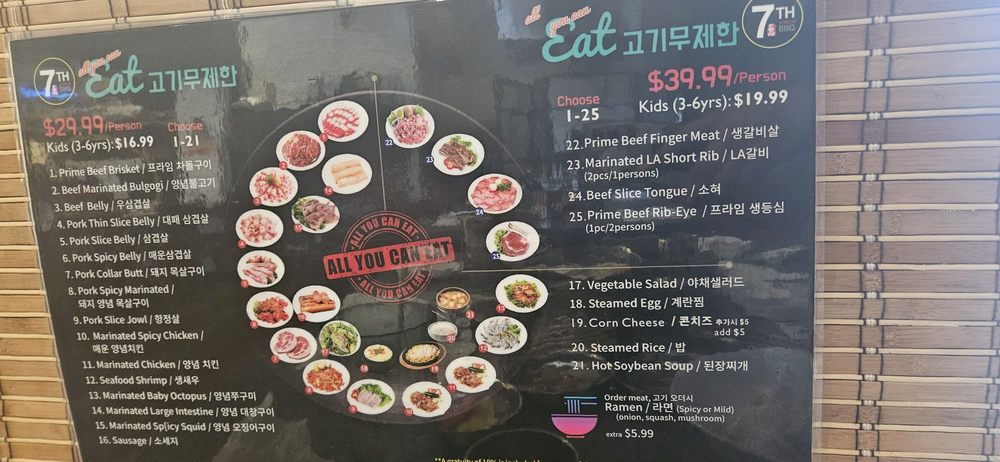 7TH
all you can
Eat 고기무제한
$29.99/Person
Kids (3-6yrs):$16.99
Choose
1-21
1. Prime Beef Brisket / 프라임 차돌구이
2. Beef Marinated Bulgogi / 양념불고기
3. Beef Belly / 우삼겹살
4. Pork Thin Slice Belly / 대패 삼겹살
5. Pork Slice Belly / 삼겹살
6. Pork Spicy Belly / 매운삼겹살
7. Pork Collar Butt / 돼지 목살구이
8. Pork Spicy Marinated /
돼지 양념 목살구이
9. Pork Slice Jowl / 항정살
10. Marinated Spicy Chicken /
매운 양념치킨
11. Marinated Chicken / 양념 치킨
12. Seafood Shrimp / 생새우
13. Marinated Baby Octopus / 양념쭈꾸미
14. Marinated Large Intestine / 양념 대창구이
15. Marinated Spicy Squid / 양념 오징어구이
16. Sausage / 소세지
ALL YOU CAN EAT
ALL YOU CAN EAT
ALL YOU CAN EAT
all you can
Eat 고기무제한
7TH
BBQ
$39.99/Person
Kids (3-6yrs): $19.99
Choose
1-25
22. Prime Beef Finger Meat / 생갈비살
23. Marinated LA Short Rib / LA갈비
(2pcs/1persons)
24. Beef Slice Tongue / 소혀
25. Prime Beef Rib-Eye / 프라임 생등심
(1pc/2persons)
17. Vegetable Salad / 야채샐러드
18. Steamed Egg / 계란찜
19. Corn Cheese / 콘치즈 추가시 $5
add $5
20. Steamed Rice / 밥
21. Hot Soybean Soup / 된장찌개
Order meat, 고기 오더시
Ramen / 라면 (Spicy or Mild)
(onion, squash, mushroom)
extra $5.99